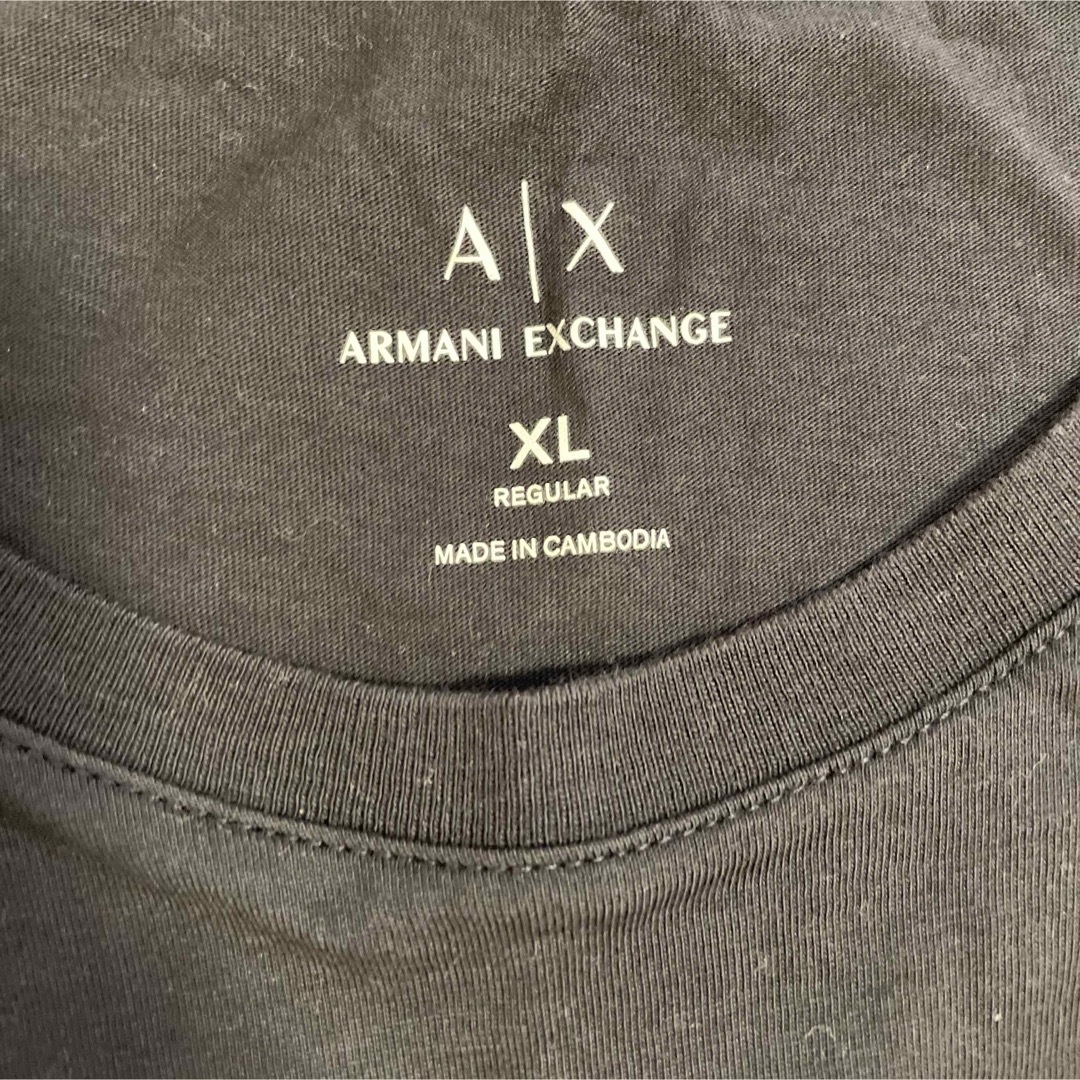 A|X
ARMANI EXCHANGE
XL
REGULAR
MADE IN CAMBODIA